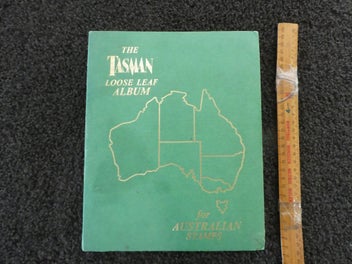 THE
TASMAN
LOOSE LEAF
ALBUM
for
AUSTRALIAN
STAMPS